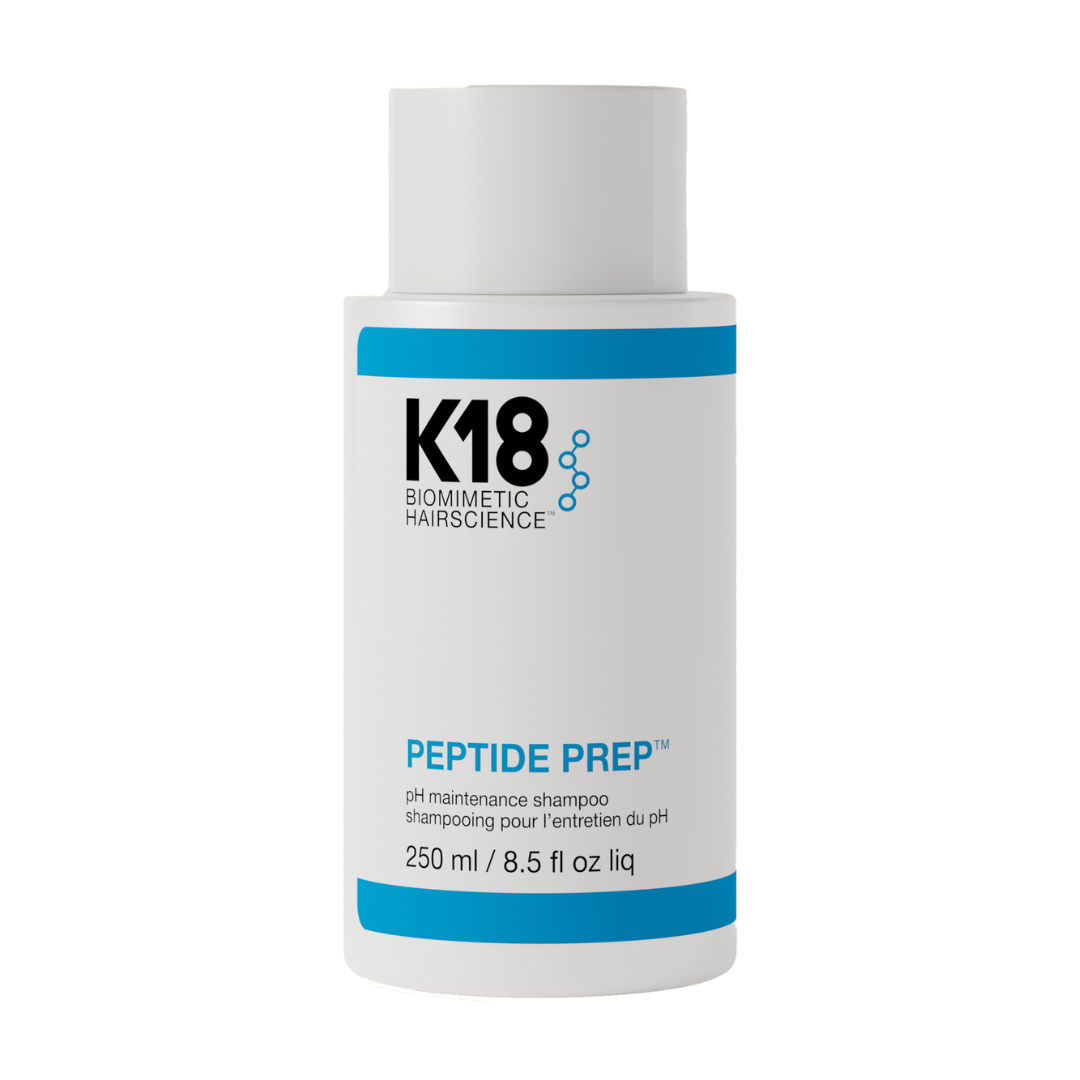 K18
BIOMIMETIC
HAIRSCIENCE™
PEPTIDE PREP™
pH maintenance shampoo
shampooing pour l'entretien du pH
250 ml / 8.5 fl oz liq